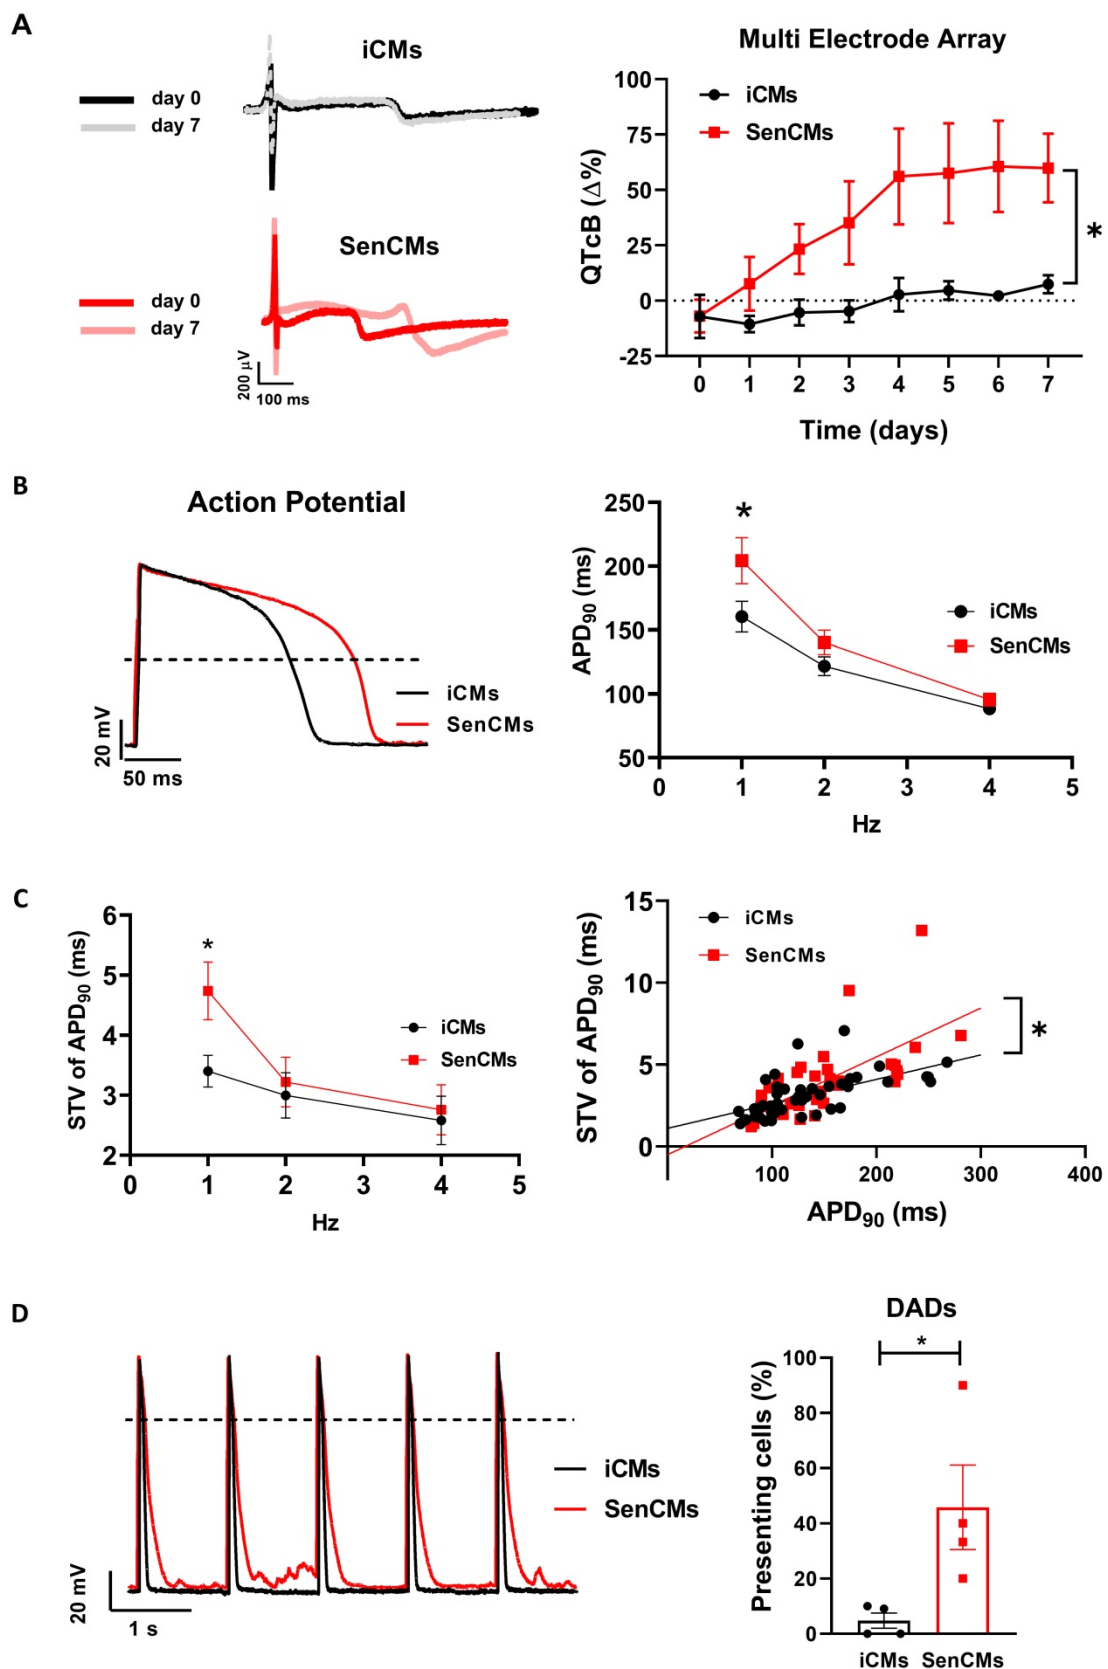 A
iCMs
day 0
day 7
SenCMs
day 0
day 7
200 µV
100 ms
Multi Electrode Array
iCMs
SenCMs
QTcB (Δ%)
100
75
50
25
0
-25
*
0 1 2 3 4 5 6 7
Time (days)
B
Action Potential
iCMs
SenCMs
20 mV
50 ms
APD90 (ms)
250
200
150
100
50
*
iCMs
SenCMs
0 1 2 3 4 5
Hz
C
STV of APD90 (ms)
6
5
4
3
2
*
iCMs
SenCMs
0 1 2 3 4 5
Hz
STV of APD90 (ms)
15
10
5
0
iCMs
SenCMs
*
100 200 300 400
APD90 (ms)
D
iCMs
SenCMs
20 mV
1 s
DADs
*
Presenting cells (%)
100
80
60
40
20
0
iCMs SenCMs